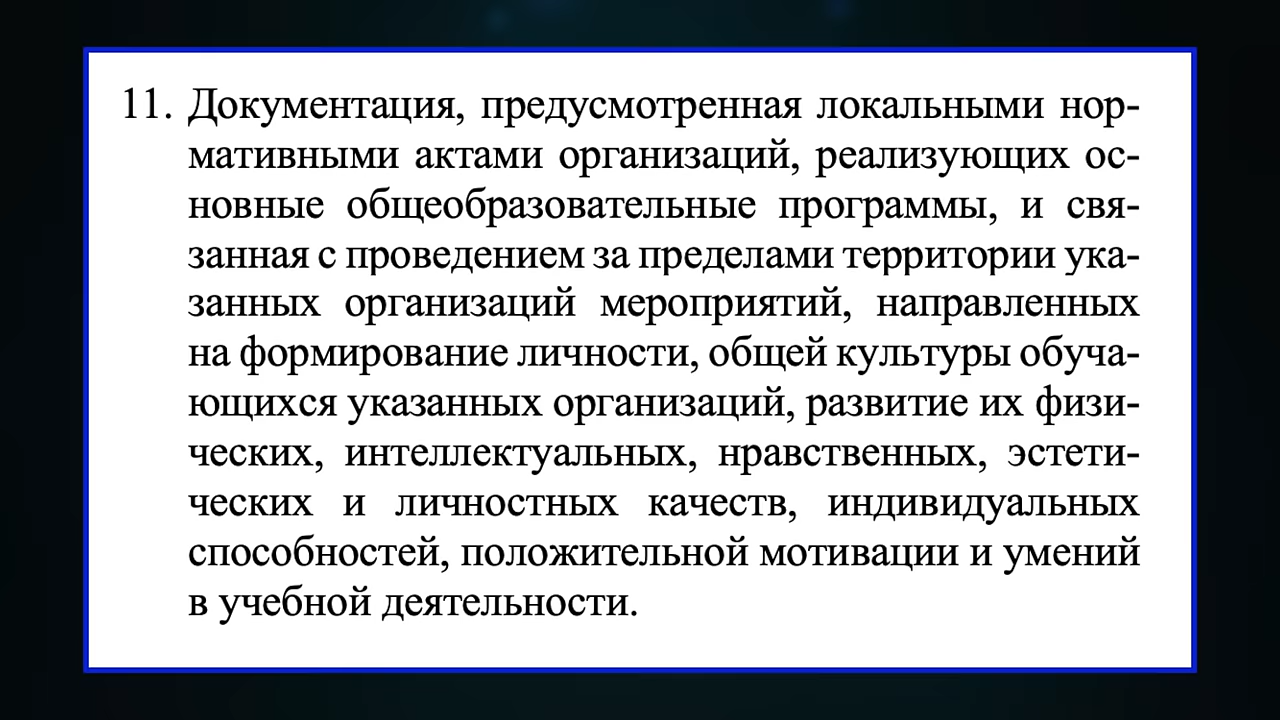 11. Документация, предусмотренная локальными нор-
мативными актами организаций, реализующих ос-
новные общеобразовательные программы, и свя-
занная с проведением за пределами территории ука-
занных организаций мероприятий, направленных
на формирование личности, общей культуры обуча-
ющихся указанных организаций, развитие их физи-
ческих, интеллектуальных, нравственных, эстети-
ческих и личностных качеств, индивидуальных
способностей, положительной мотивации и умений
в учебной деятельности.